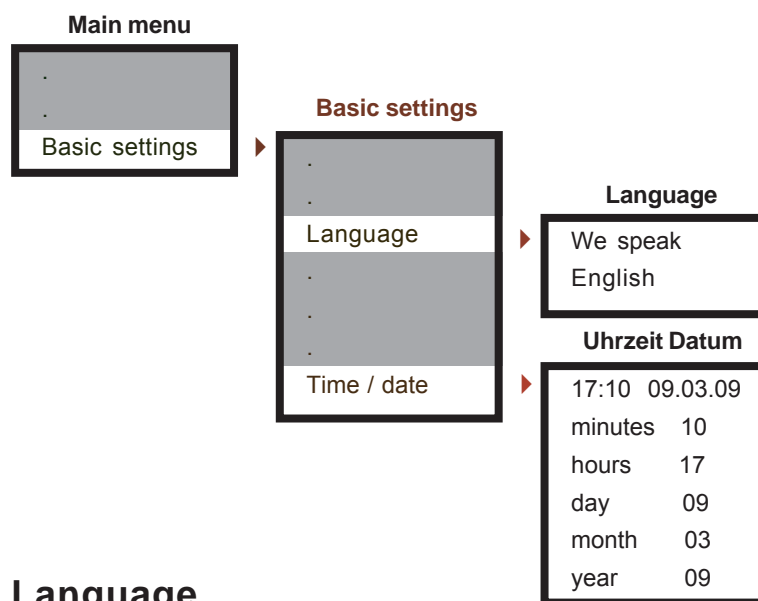 Main menu
.
.
Basic settings
Basic settings
.
.
Language
.
.
.
Time / date
Language
We speak
English
Uhrzeit Datum
17:10 09.03.09
minutes 10
hours 17
day 09
month 03
year 09
Language